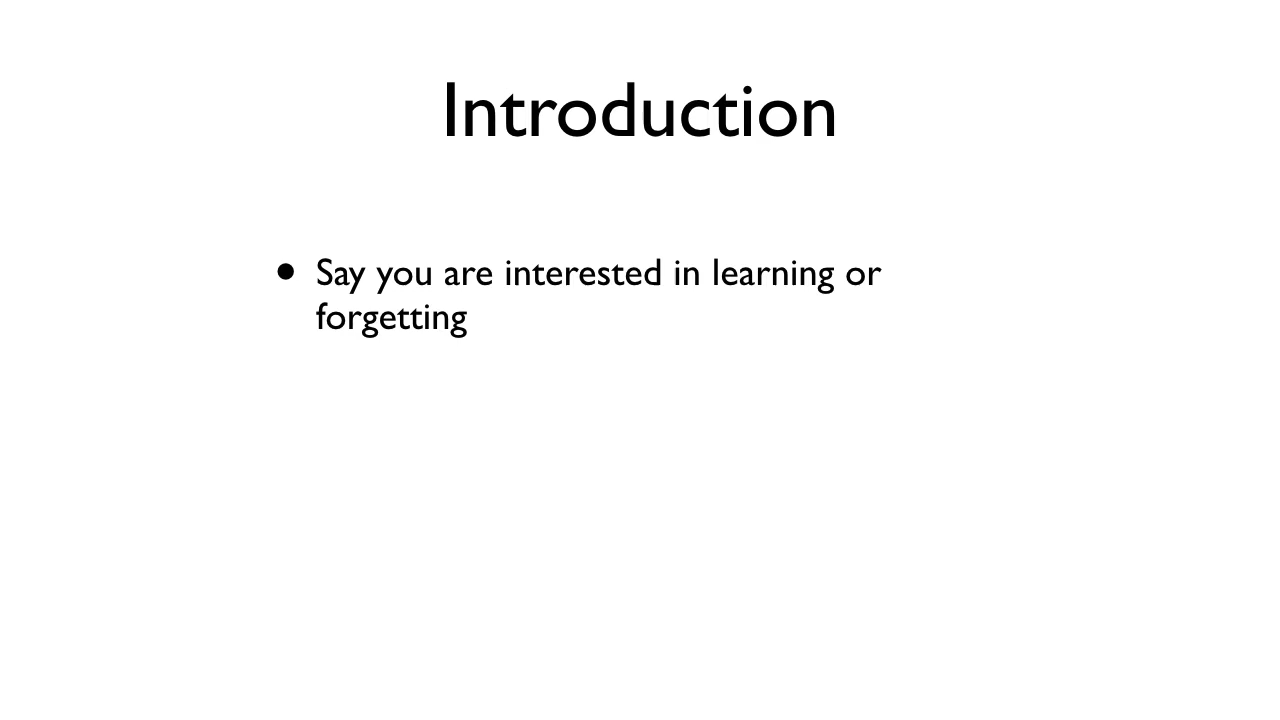 Introduction
• Say you are interested in learning or
forgetting